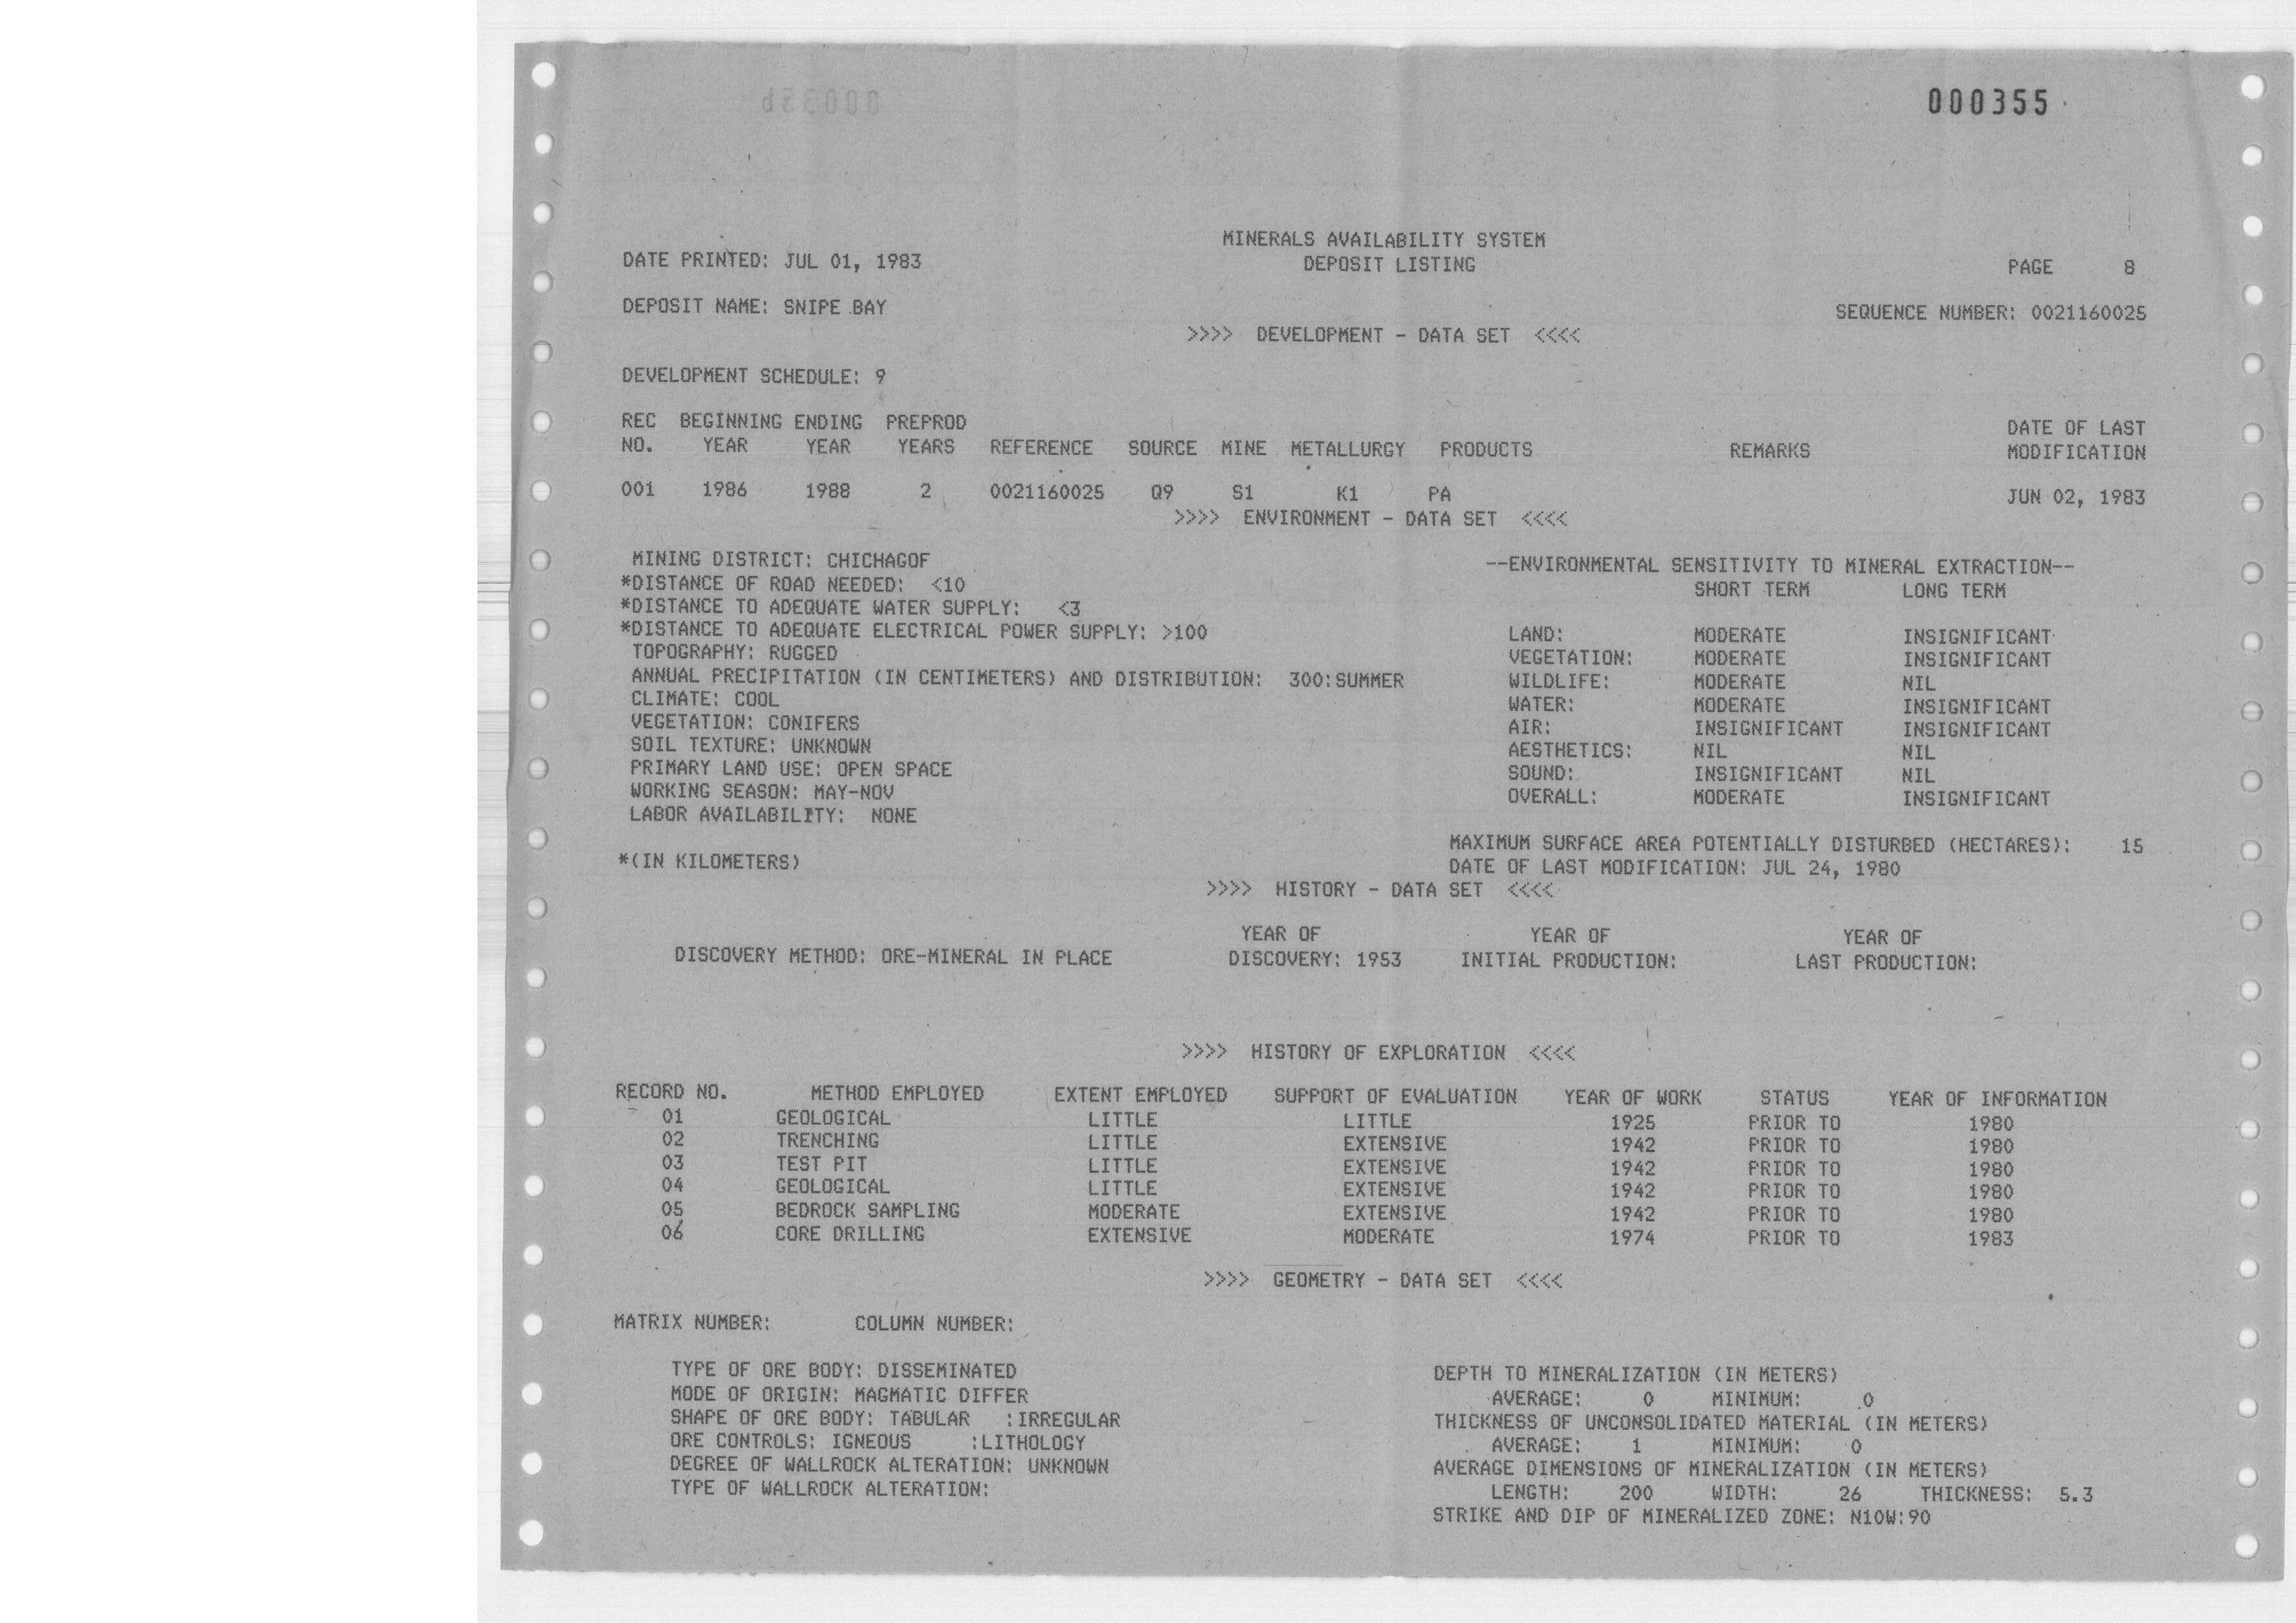 000355
MINERALS AVAILABILITY SYSTEM
DATE PRINTED: JUL 01, 1983 DEPOSIT LISTING PAGE 8
DEPOSIT NAME: SNIPE BAY SEQUENCE NUMBER: 0021160025
>>>> DEVELOPMENT - DATA SET <<<<
DEVELOPMENT SCHEDULE: 9
REC BEGINNING ENDING PREPROD DATE OF LAST
NO. YEAR YEAR YEARS REFERENCE SOURCE MINE METALLURGY PRODUCTS REMARKS MODIFICATION
001 1986 1988 2 0021160025 Q9 S1 K1 PA JUN 02, 1983
>>>> ENVIRONMENT - DATA SET <<<<
MINING DISTRICT: CHICHAGOF
*DISTANCE OF ROAD NEEDED: <10
*DISTANCE TO ADEQUATE WATER SUPPLY: <3
*DISTANCE TO ADEQUATE ELECTRICAL POWER SUPPLY: >100
TOPOGRAPHY: RUGGED
ANNUAL PRECIPITATION (IN CENTIMETERS) AND DISTRIBUTION: 300:SUMMER
CLIMATE: COOL
VEGETATION: CONIFERS
SOIL TEXTURE: UNKNOWN
PRIMARY LAND USE: OPEN SPACE
WORKING SEASON: MAY-NOV
LABOR AVAILABILITY: NONE
*(IN KILOMETERS)
--ENVIRONMENTAL SENSITIVITY TO MINERAL EXTRACTION--
SHORT TERM LONG TERM
LAND: MODERATE INSIGNIFICANT
VEGETATION: MODERATE INSIGNIFICANT
WILDLIFE: MODERATE NIL
WATER: MODERATE INSIGNIFICANT
AIR: INSIGNIFICANT INSIGNIFICANT
AESTHETICS: NIL NIL
SOUND: INSIGNIFICANT NIL
OVERALL: MODERATE INSIGNIFICANT
MAXIMUM SURFACE AREA POTENTIALLY DISTURBED (HECTARES): 15
DATE OF LAST MODIFICATION: JUL 24, 1980
>>>> HISTORY - DATA SET <<<<
YEAR OF YEAR OF YEAR OF
DISCOVERY METHOD: ORE-MINERAL IN PLACE DISCOVERY: 1953 INITIAL PRODUCTION: LAST PRODUCTION:
>>>> HISTORY OF EXPLORATION <<<<
RECORD NO. METHOD EMPLOYED EXTENT EMPLOYED SUPPORT OF EVALUATION YEAR OF WORK STATUS YEAR OF INFORMATION
01 GEOLOGICAL LITTLE LITTLE 1925 PRIOR TO 1980
02 TRENCHING LITTLE EXTENSIVE 1942 PRIOR TO 1980
03 TEST PIT LITTLE EXTENSIVE 1942 PRIOR TO 1980
04 GEOLOGICAL LITTLE EXTENSIVE 1942 PRIOR TO 1980
05 BEDROCK SAMPLING MODERATE EXTENSIVE 1942 PRIOR TO 1980
06 CORE DRILLING EXTENSIVE MODERATE 1974 PRIOR TO 1983
>>>> GEOMETRY - DATA SET <<<<
MATRIX NUMBER: COLUMN NUMBER:
TYPE OF ORE BODY: DISSEMINATED
MODE OF ORIGIN: MAGMATIC DIFFER
SHAPE OF ORE BODY: TABULAR :IRREGULAR
ORE CONTROLS: IGNEOUS :LITHOLOGY
DEGREE OF WALLROCK ALTERATION: UNKNOWN
TYPE OF WALLROCK ALTERATION:
DEPTH TO MINERALIZATION (IN METERS)
AVERAGE: 0 MINIMUM: 0
THICKNESS OF UNCONSOLIDATED MATERIAL (IN METERS)
AVERAGE: 1 MINIMUM: 0
AVERAGE DIMENSIONS OF MINERALIZATION (IN METERS)
LENGTH: 200 WIDTH: 26 THICKNESS: 5.3
STRIKE AND DIP OF MINERALIZED ZONE: N10W:90